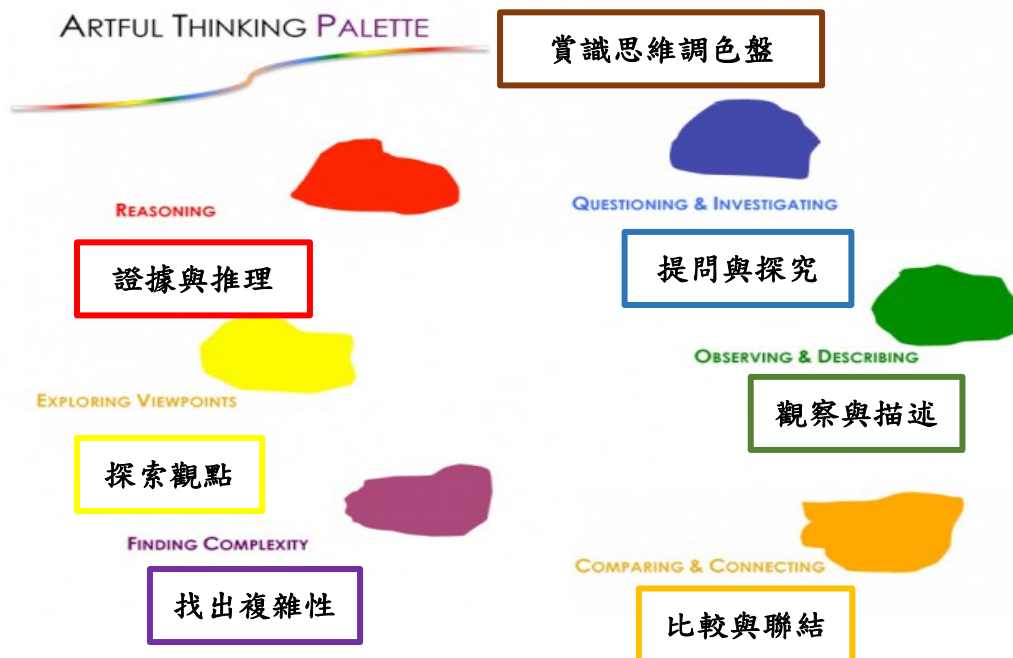 ARTFUL THINKING PALETTE
賞識思維調色盤
REASONING
證據與推理
QUESTIONING & INVESTIGATING
提問與探究
EXPLORING VIEWPOINTS
探索觀點
OBSERVING & DESCRIBING
觀察與描述
FINDING COMPLEXITY
找出複雜性
COMPARING & CONNECTING
比較與聯結